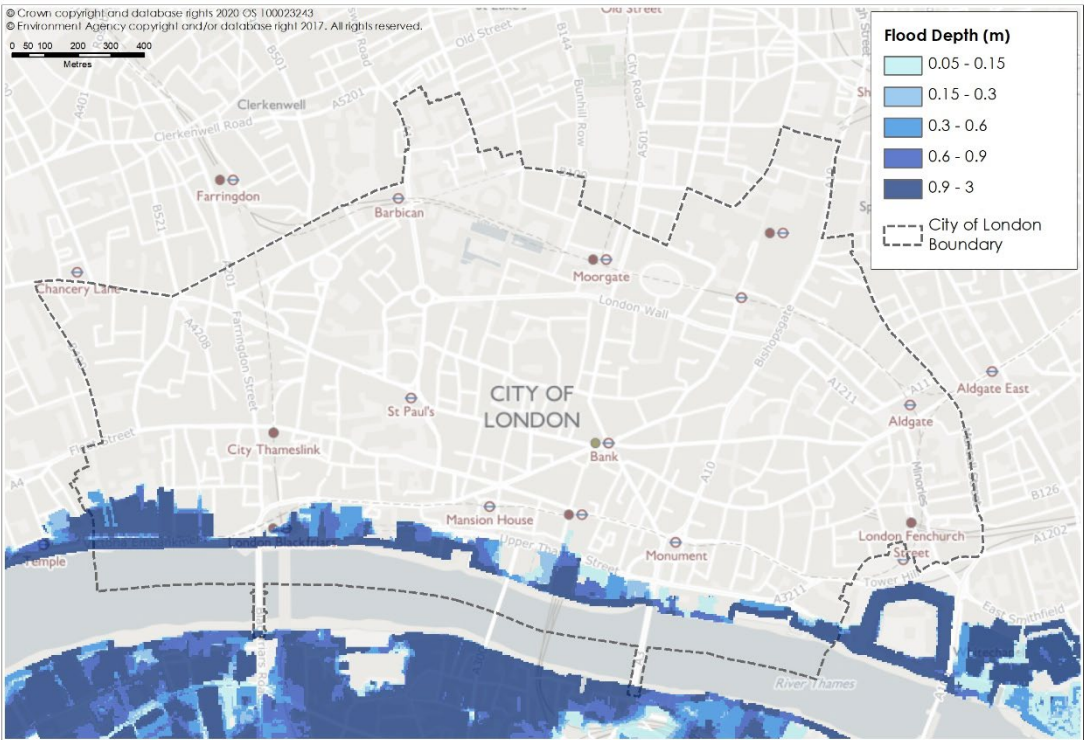 © Crown copyright and database rights 2020 OS 100023243
© Environment Agency copyright and/or database right 2017. All rights reserved.
0 50 100 200 300 400
Metres
Old Street
Old Street
B144
B501
City Road
Bunhill Row
A401
A5201
Clerkenwell
Clerkenwell Road
A501
Farringdon
B521
Barbican
B100
A10
Moorgate
Chancery Lane
A201
London Wall
Farringdon Street
A4208
Bishopsgate
A1211
A11
Aldgate East
CITY OF
LONDON
St Paul's
Aldgate
Fleet Street
City Thameslink
Bank
A10
Minories
A4
B126
Mansion House
Upper Thames Street
Monument
London Fenchurch
Street
A1202
London Blackfriars
Temple
Tower Hill
A3211
East Smithfield
River Thames
Flood Depth (m)
0.05 - 0.15
0.15 - 0.3
0.3 - 0.6
0.6 - 0.9
0.9 - 3
City of London
Boundary